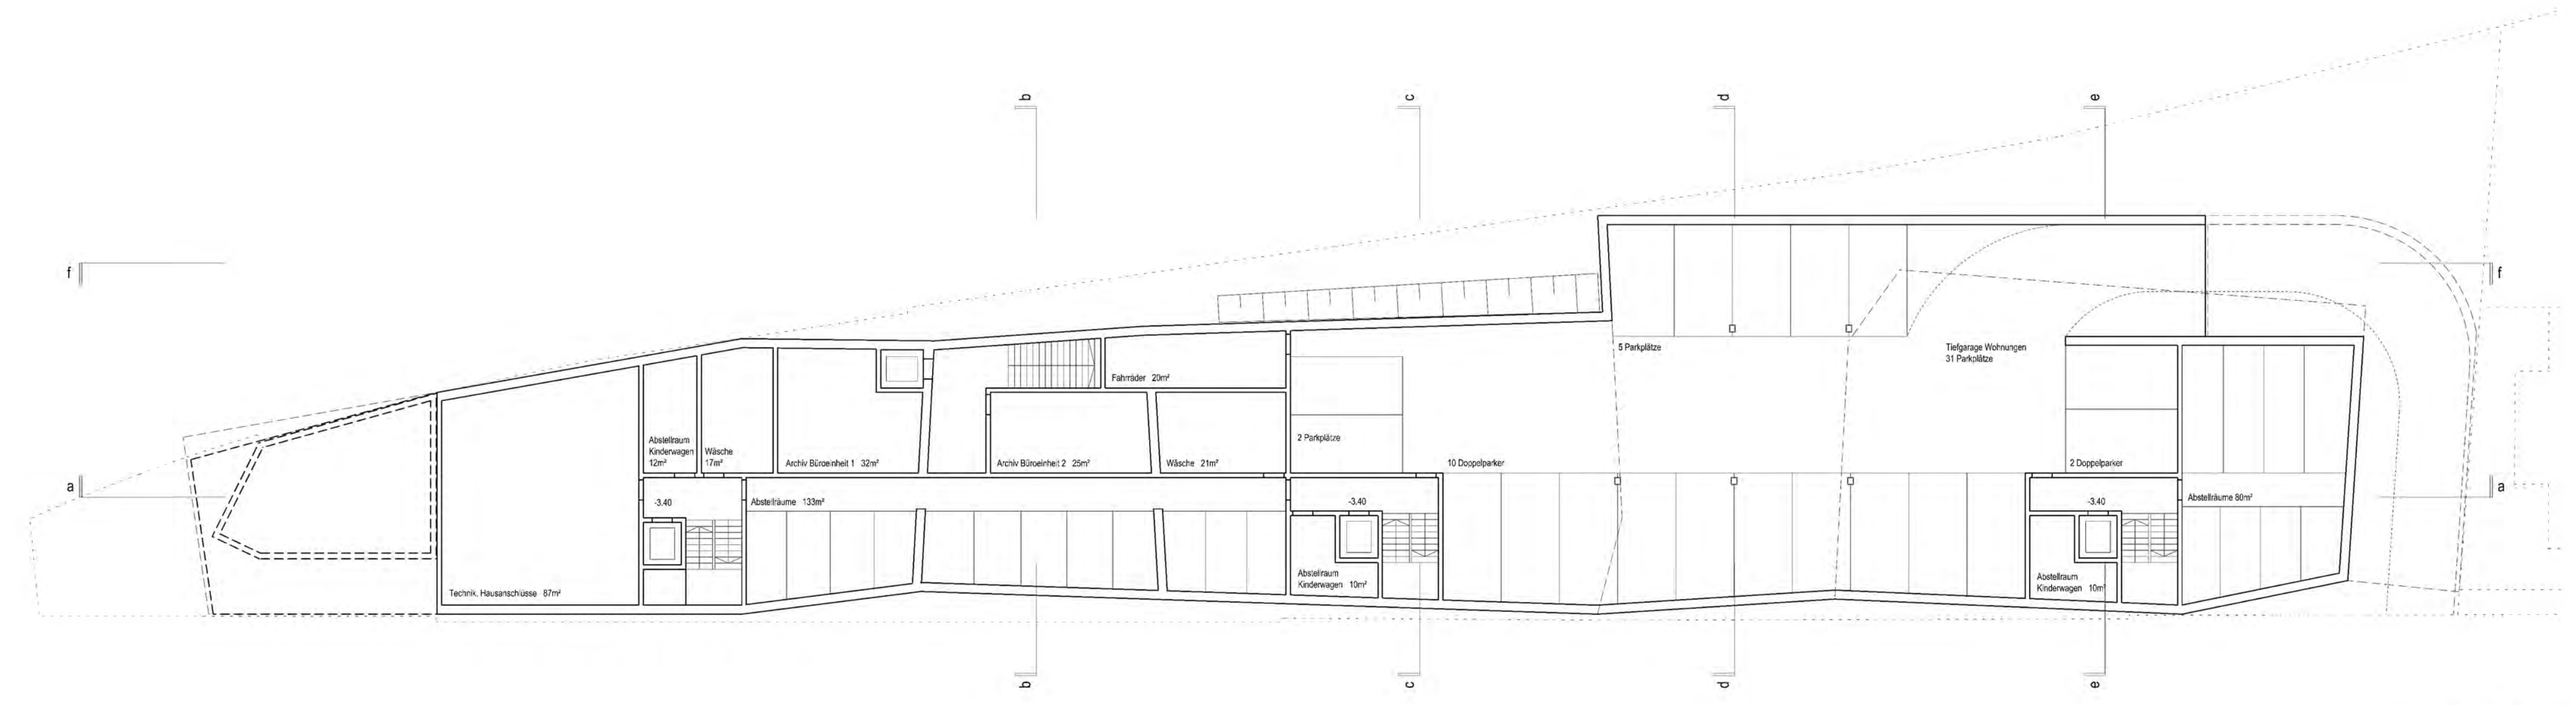 b
c
d
e
f
f
5 Parkplätze
Tiefgarage Wohnungen
31 Parkplätze
Fahrräder 20m²
2 Parkplätze
Abstellraum
Kinderwagen
12m²
Wäsche
17m²
Archiv Büroeinheit 1 32m²
Archiv Büroeinheit 2 25m²
Wäsche 21m²
10 Doppelparker
2 Doppelparker
a
a
-3.40
Abstellräume 133m²
-3.40
-3.40
Abstellräume 80m²
Abstellraum
Kinderwagen 10m²
Abstellraum
Kinderwagen 10m²
Technik, Hausanschlüsse 87m²
b
c
d
e